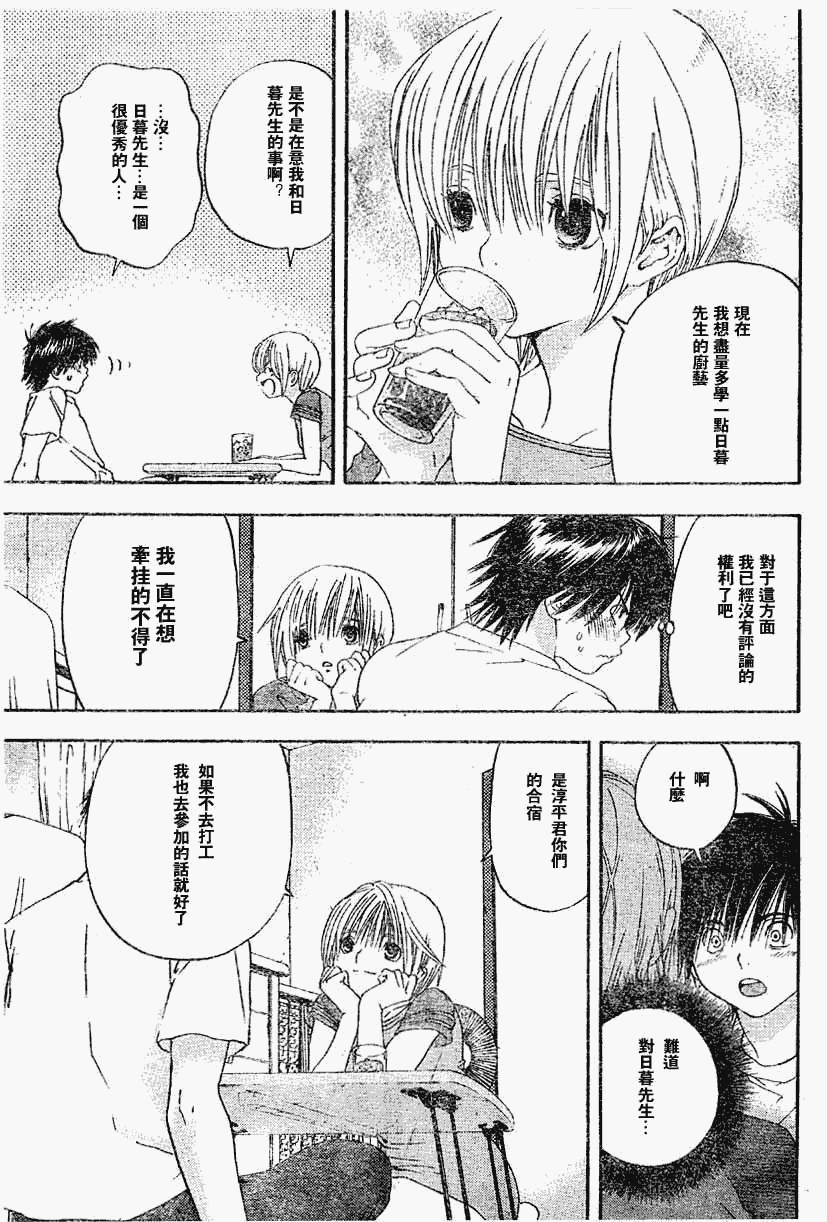 現在
我想盡量多學一點日暮
先生的廚藝
是不是在意我和日
暮先生的事啊？
…沒…
日暮先生…是一個
很優秀的人…
對于這方面
我已經沒有評論的
權利了吧
我一直在想
牽挂的不得了
啊
什麼
難道
對日暮先生…
是淳平君你們
的合宿
如果不去打工
我也去參加的話就好了